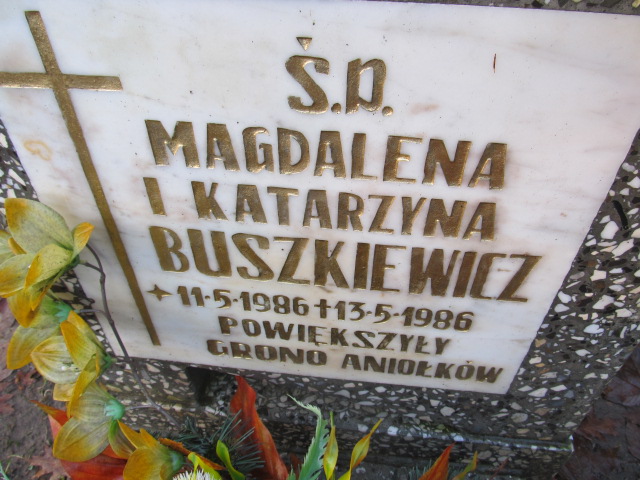 Ś.P.
MAGDALENA
I KATARZYNA
BUSZKIEWICZ
11·5·1986 +13·5·1986
POWIĘKSZYŁY
GRONO ANIOŁKÓW